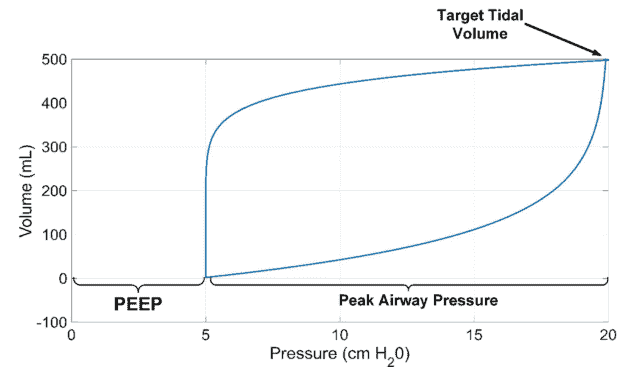 Target Tidal
Volume
500
400
300
200
100
0
-100
Volume (mL)
PEEP
Peak Airway Pressure
0
5
10
15
20
Pressure (cm H₂0)